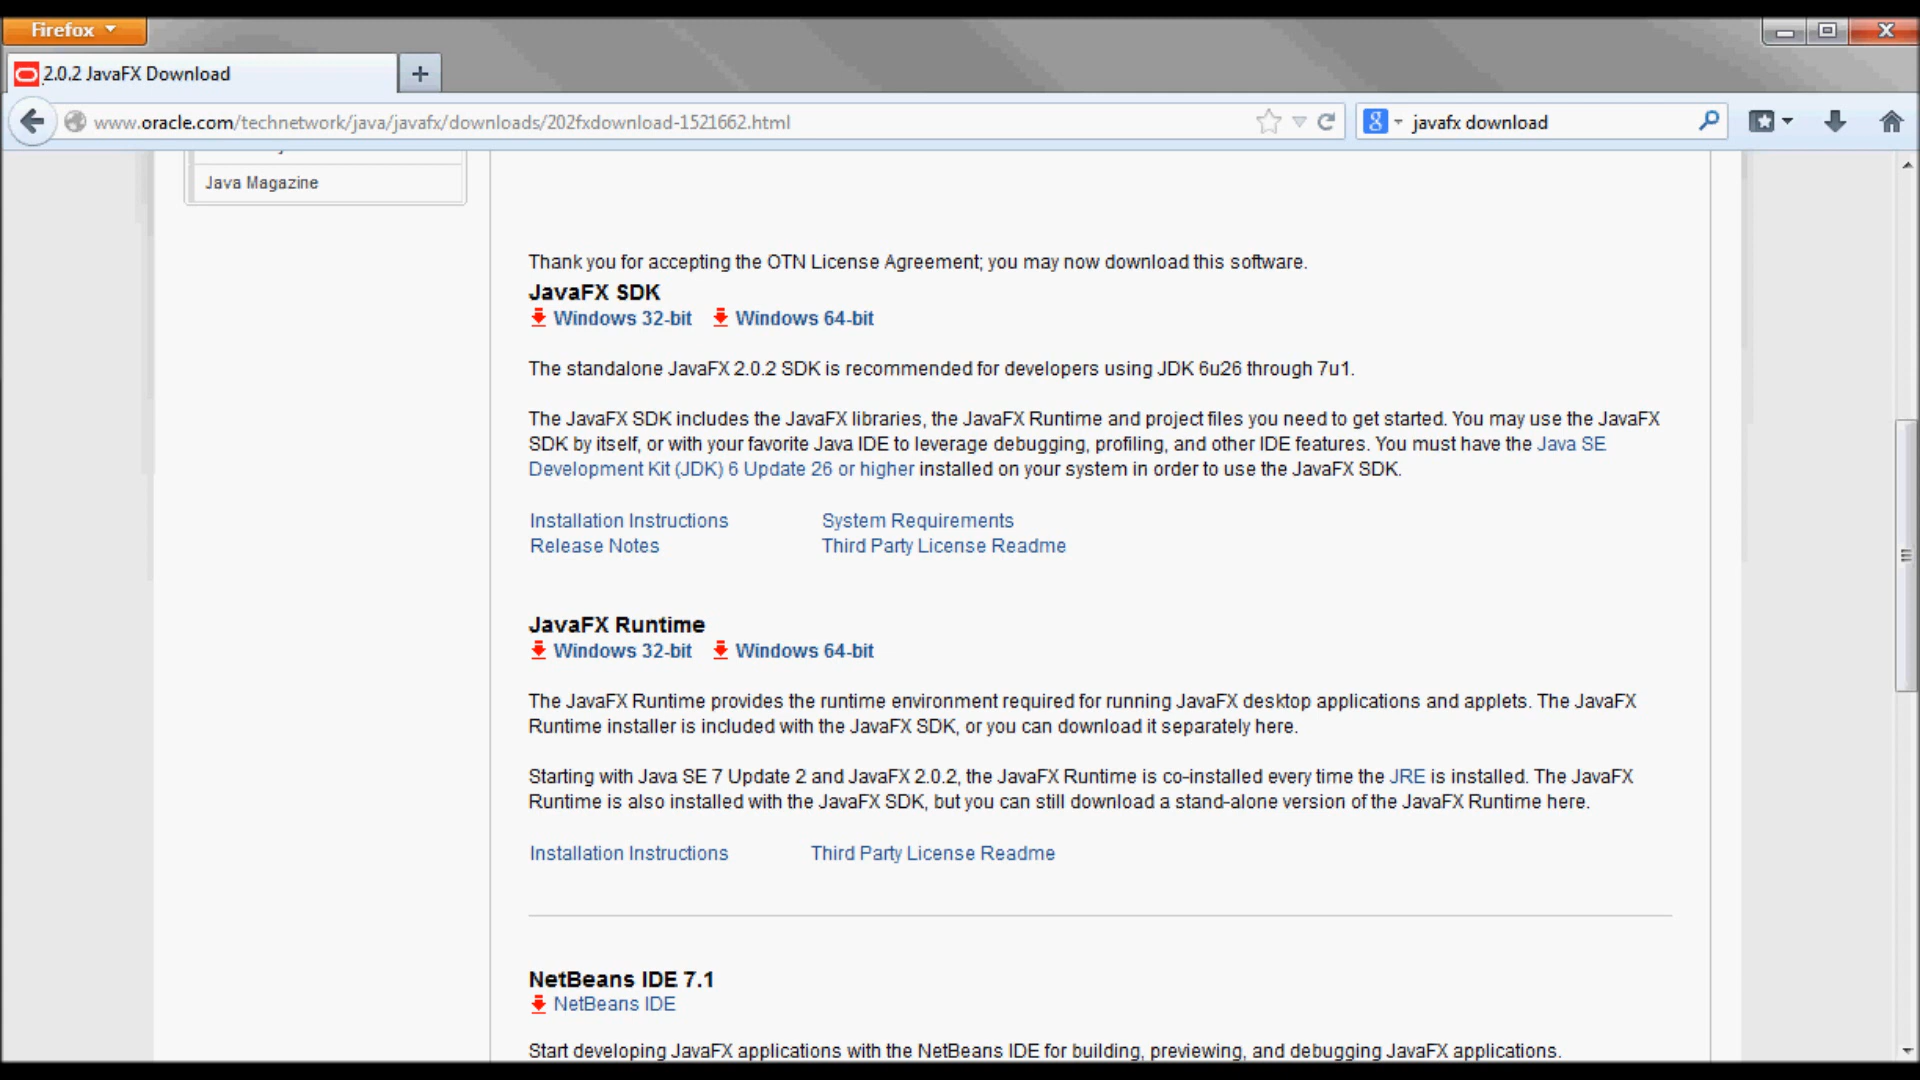 Firefox
2.0.2 JavaFX Download
www.oracle.com/technetwork/java/javafx/downloads/202fxdownload-1521662.html
javafx download
Java Magazine
Thank you for accepting the OTN License Agreement; you may now download this software.
JavaFX SDK
Windows 32-bit Windows 64-bit
The standalone JavaFX 2.0.2 SDK is recommended for developers using JDK 6u26 through 7u1.
The JavaFX SDK includes the JavaFX libraries, the JavaFX Runtime and project files you need to get started. You may use the JavaFX
SDK by itself, or with your favorite Java IDE to leverage debugging, profiling, and other IDE features. You must have the Java SE
Development Kit (JDK) 6 Update 26 or higher installed on your system in order to use the JavaFX SDK.
Installation Instructions System Requirements
Release Notes Third Party License Readme
JavaFX Runtime
Windows 32-bit Windows 64-bit
The JavaFX Runtime provides the runtime environment required for running JavaFX desktop applications and applets. The JavaFX
Runtime installer is included with the JavaFX SDK, or you can download it separately here.
Starting with Java SE 7 Update 2 and JavaFX 2.0.2, the JavaFX Runtime is co-installed every time the JRE is installed. The JavaFX
Runtime is also installed with the JavaFX SDK, but you can still download a stand-alone version of the JavaFX Runtime here.
Installation Instructions Third Party License Readme
NetBeans IDE 7.1
NetBeans IDE
Start developing JavaFX applications with the NetBeans IDE for building, previewing, and debugging JavaFX applications.